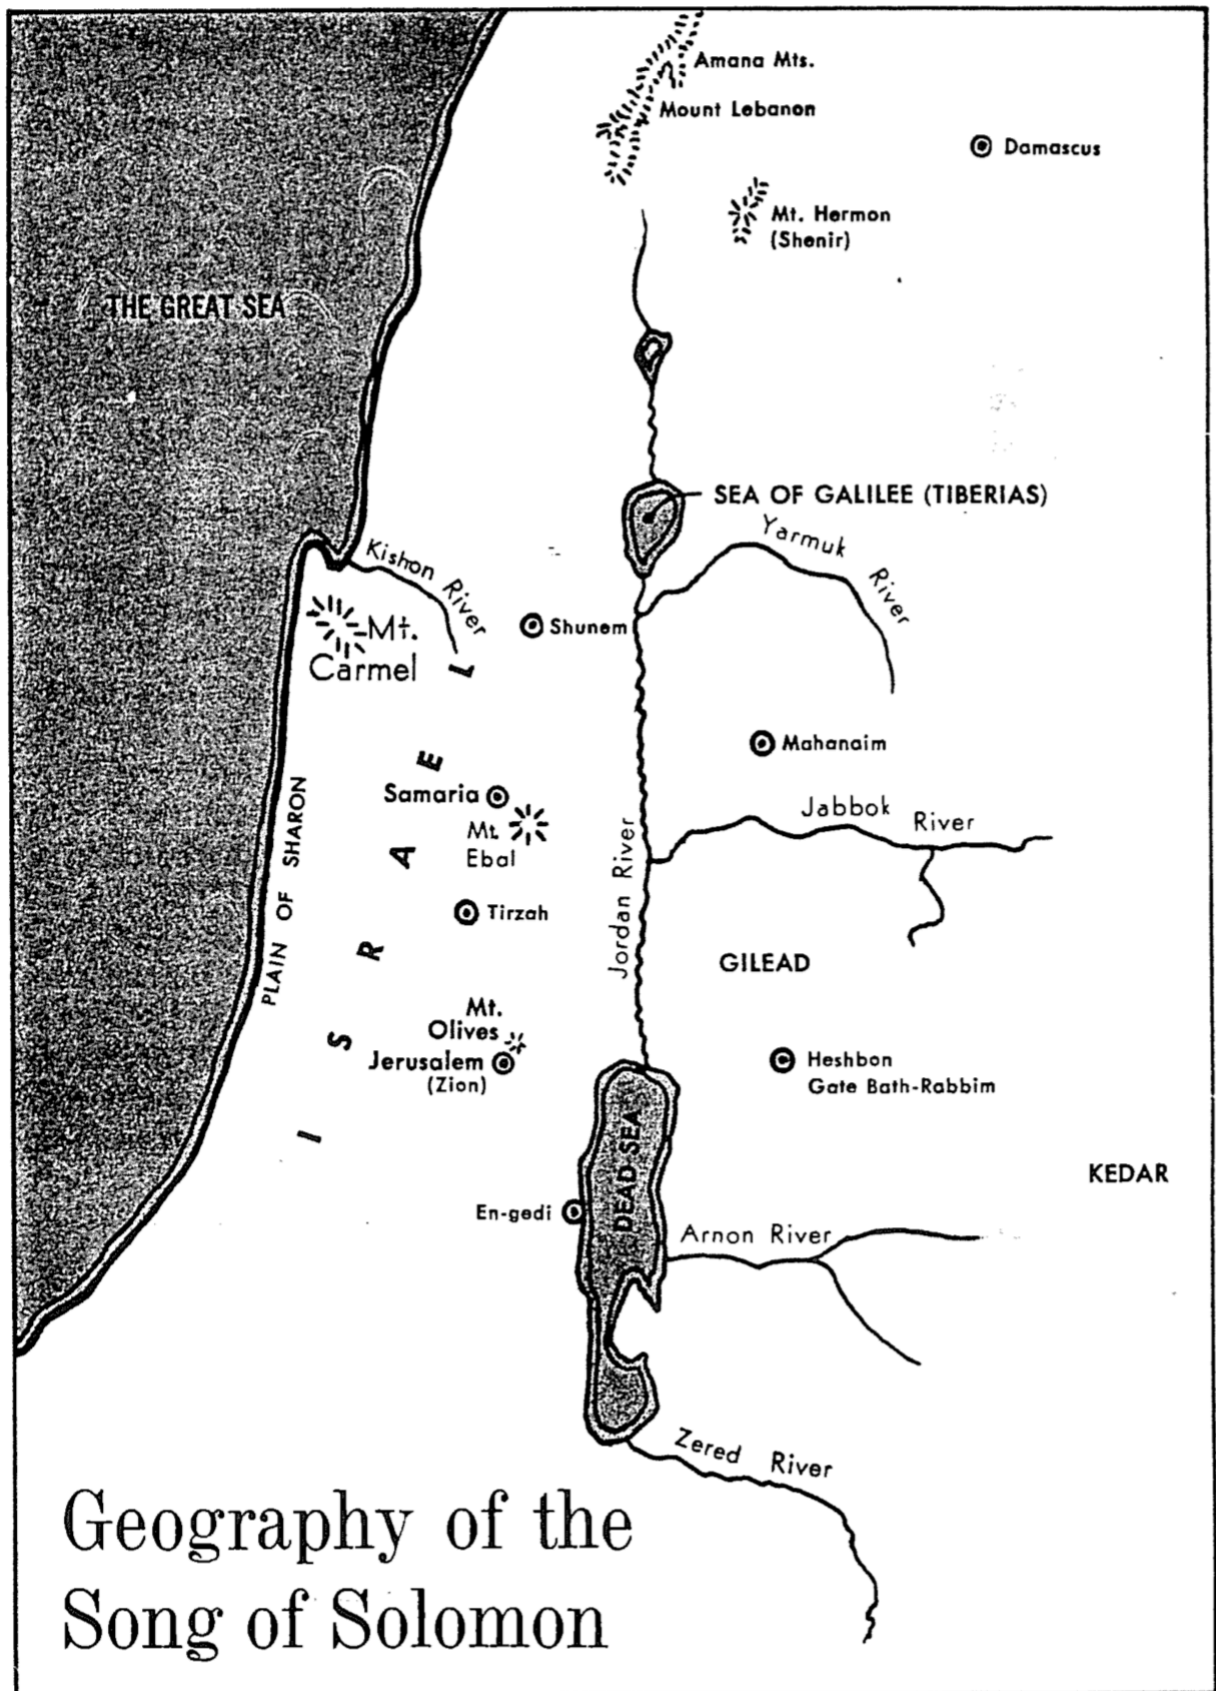 Amana Mts.
Mount Lebanon
Damascus
Mt. Hermon
(Shenir)
THE GREAT SEA
SEA OF GALILEE (TIBERIAS)
Yarmuk River
Kishon River
Shunem
Mt.
Carmel
ISRAEL
Mahanaim
PLAIN OF SHARON
Samaria
Mt.
Ebal
Jabbok River
Jordan River
Tirzah
GILEAD
Mt.
Olives
Jerusalem
(Zion)
Heshbon
Gate Bath-Rabbim
DEAD SEA
KEDAR
En-gedi
Arnon River
Zered River
Geography of the
Song of Solomon